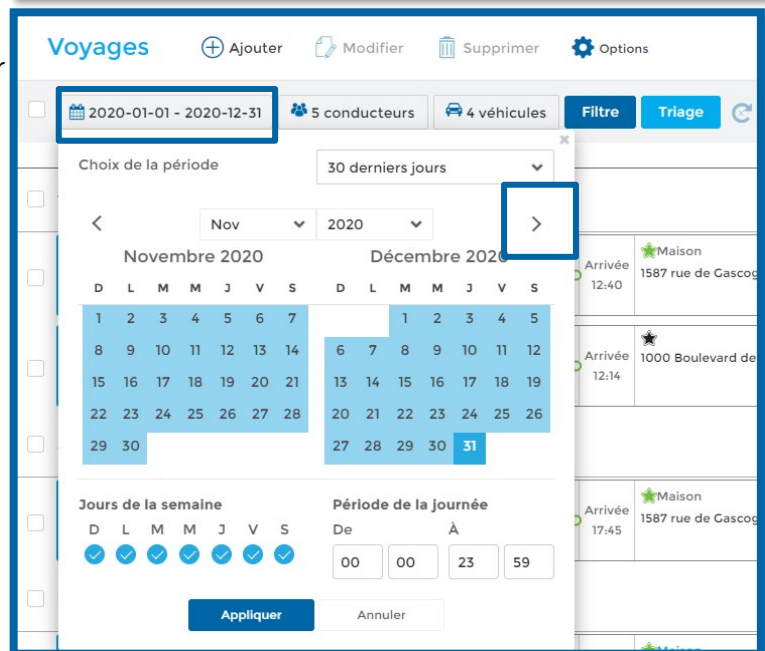 r
Voyages Ajouter Modifier Supprimer Options
2020-01-01 - 2020-12-31 5 conducteurs 4 véhicules Filtre Triage
Choix de la période 30 derniers jours
Nov 2020
Novembre 2020 Décembre 2020
D L M M J V S D L M M J V S
1 2 3 4 5 6 7 1 2 3 4 5
8 9 10 11 12 13 14 6 7 8 9 10 11 12
15 16 17 18 19 20 21 13 14 15 16 17 18 19
22 23 24 25 26 27 28 20 21 22 23 24 25 26
29 30 27 28 29 30 31
Jours de la semaine Période de la journée
D L M M J V S De À
00 00 23 59
Appliquer Annuler
Maison
Arrivée 1587 rue de Gascog
12:40
Arrivée 1000 Boulevard de
12:14
Maison
Arrivée 1587 rue de Gascog
17:45